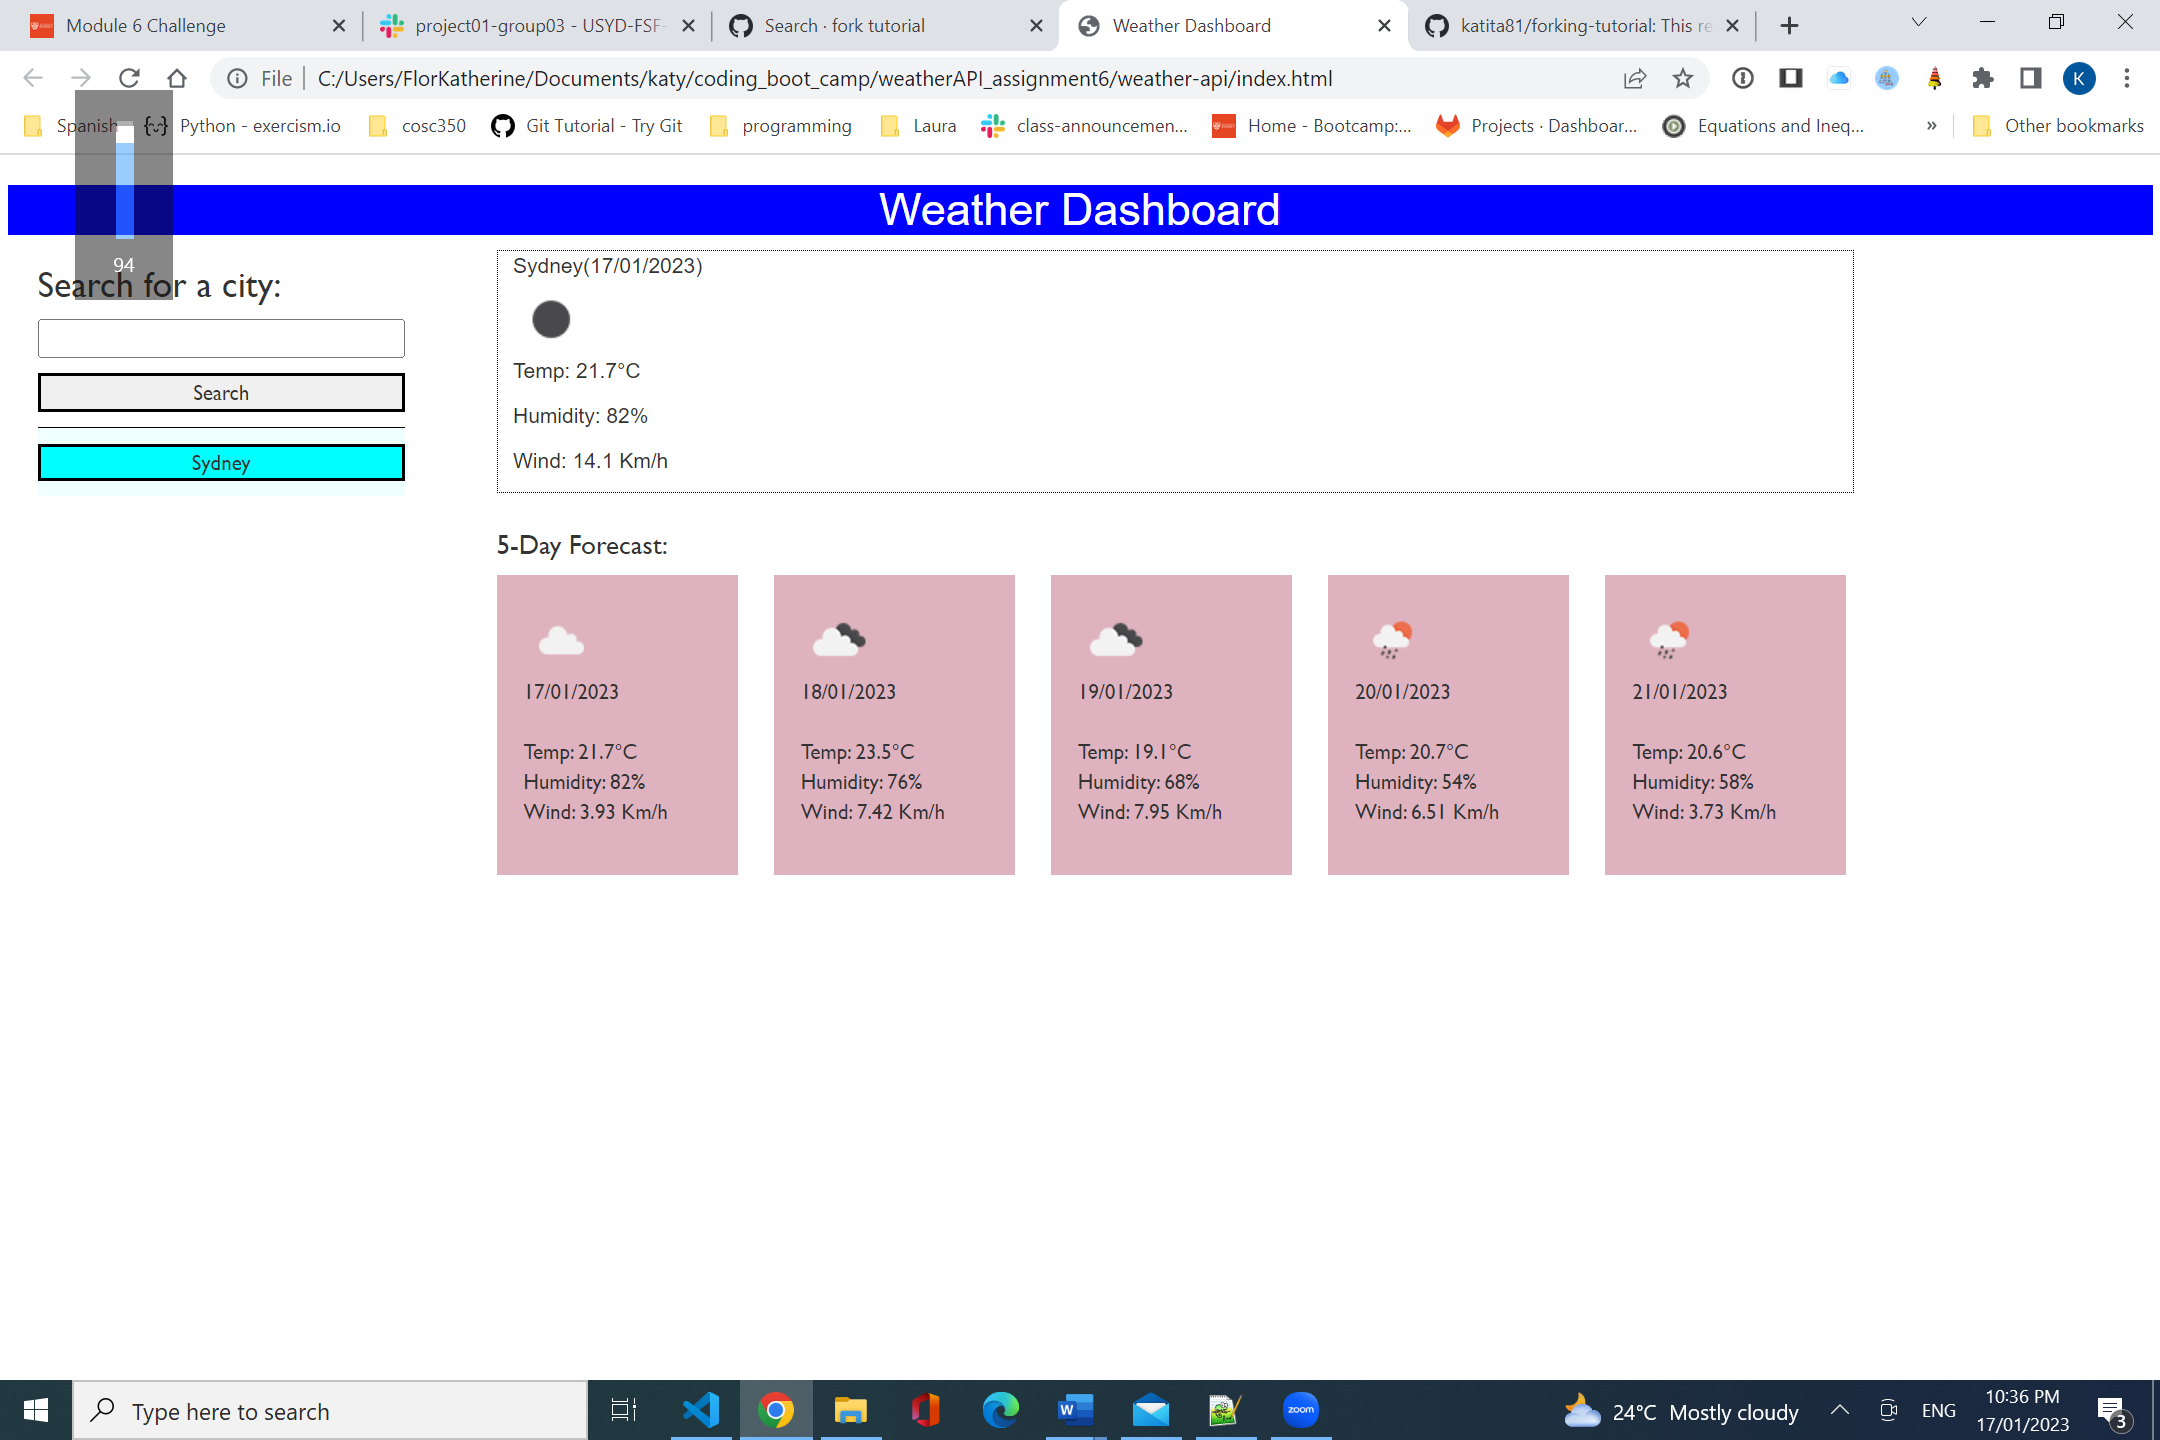 Module 6 Challenge
project01-group03 - USYD-FSF-
Search · fork tutorial
Weather Dashboard
katita81/forking-tutorial: This re
File
C:/Users/FlorKatherine/Documents/katy/coding_boot_camp/weatherAPI_assignment6/weather-api/index.html
K
Spanish
Python - exercism.io
cosc350
Git Tutorial - Try Git
programming
Laura
class-announcemen...
Home - Bootcamp:...
Projects · Dashboar...
Equations and Ineq...
»
Other bookmarks
Weather Dashboard
94
Search for a city:
Search
Sydney
Sydney(17/01/2023)
Temp: 21.7°C
Humidity: 82%
Wind: 14.1 Km/h
5-Day Forecast:
17/01/2023
Temp: 21.7°C
Humidity: 82%
Wind: 3.93 Km/h
18/01/2023
Temp: 23.5°C
Humidity: 76%
Wind: 7.42 Km/h
19/01/2023
Temp: 19.1°C
Humidity: 68%
Wind: 7.95 Km/h
20/01/2023
Temp: 20.7°C
Humidity: 54%
Wind: 6.51 Km/h
21/01/2023
Temp: 20.6°C
Humidity: 58%
Wind: 3.73 Km/h
Type here to search
zoom
24°C Mostly cloudy
ENG
10:36 PM
17/01/2023
3